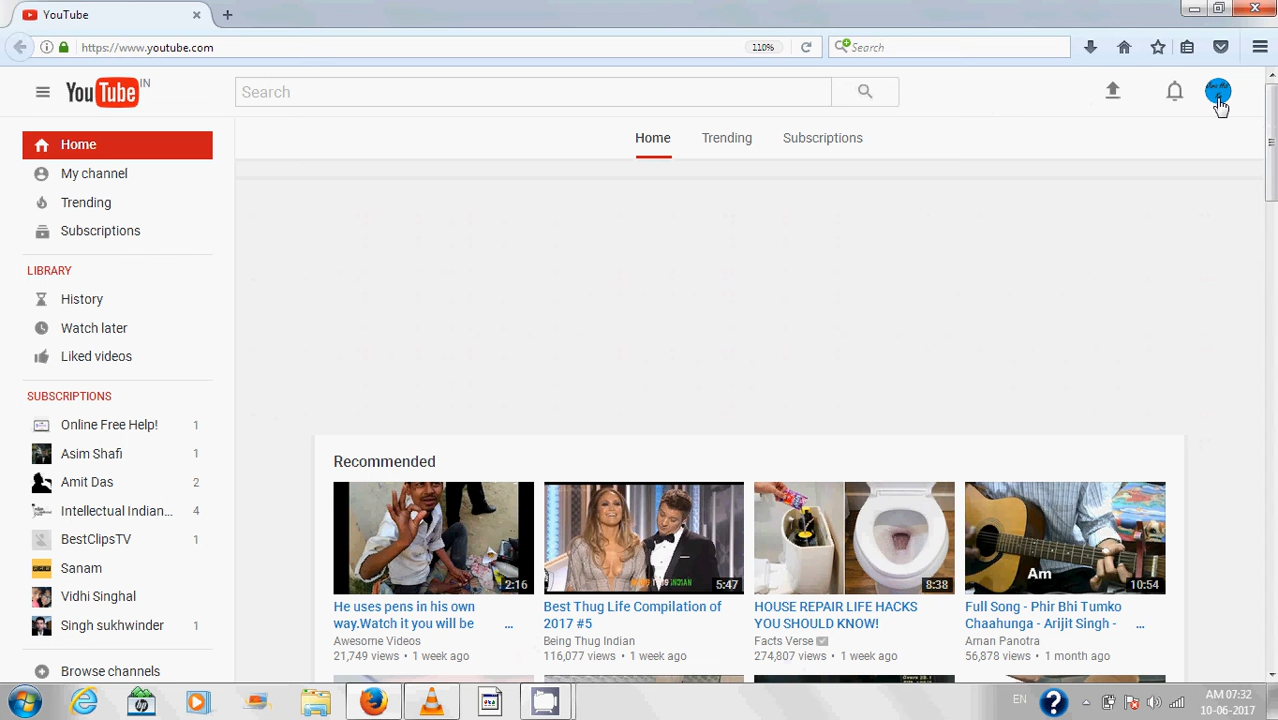 YouTube
https://www.youtube.com
110%
Search
YouTube IN
Search
Home Trending Subscriptions
Home
My channel
Trending
Subscriptions
LIBRARY
History
Watch later
Liked videos
SUBSCRIPTIONS
Online Free Help! 1
Asim Shafi 1
Amit Das 2
Intellectual Indian... 4
BestClipsTV 1
Sanam
Vidhi Singhal
Singh sukhwinder 1
Browse channels
Recommended
2:16
THUG INDIAN
5:47
8:38
Am
10:54
He uses pens in his own
way.Watch it you will be ...
Awesome Videos
21,749 views • 1 week ago
Best Thug Life Compilation of
2017 #5
Being Thug Indian
116,077 views • 1 week ago
HOUSE REPAIR LIFE HACKS
YOU SHOULD KNOW!
Facts Verse
274,807 views • 1 week ago
Full Song - Phir Bhi Tumko
Chaahunga - Arijit Singh - ...
Aman Panotra
56,878 views • 1 month ago
EN
AM 07:32
10-06-2017